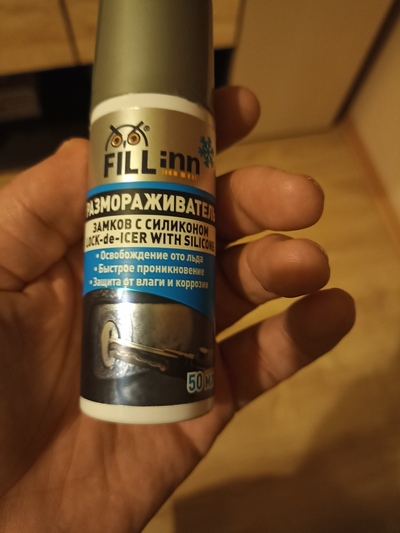 FILL inn
РАЗМОРАЖИВАТЕЛЬ
ЗАМКОВ С СИЛИКОНОМ
LOCK-de-ICER WITH SILICONE
• Освобождение ото льда
• Быстрое проникновение
• Защита от влаги и коррозии
50